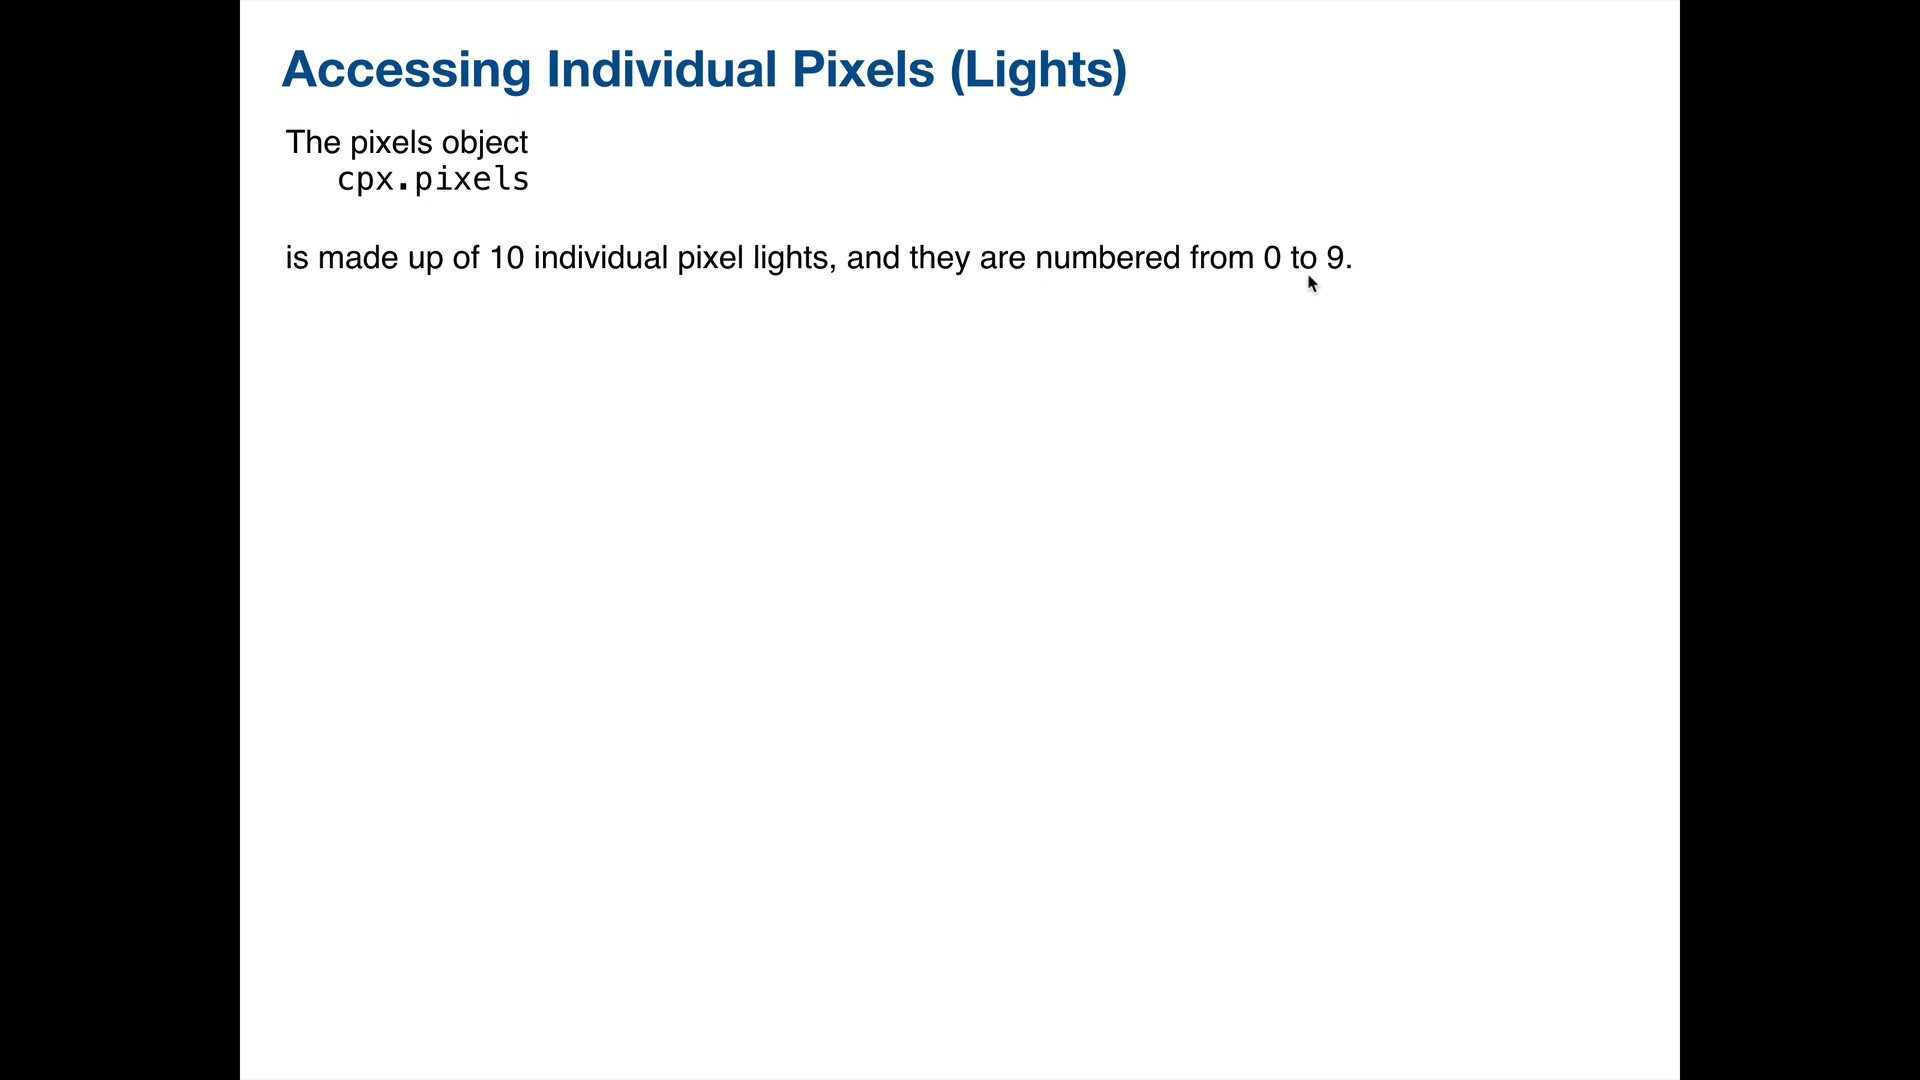 Accessing Individual Pixels (Lights)
The pixels object
cpx.pixels
is made up of 10 individual pixel lights, and they are numbered from 0 to 9.